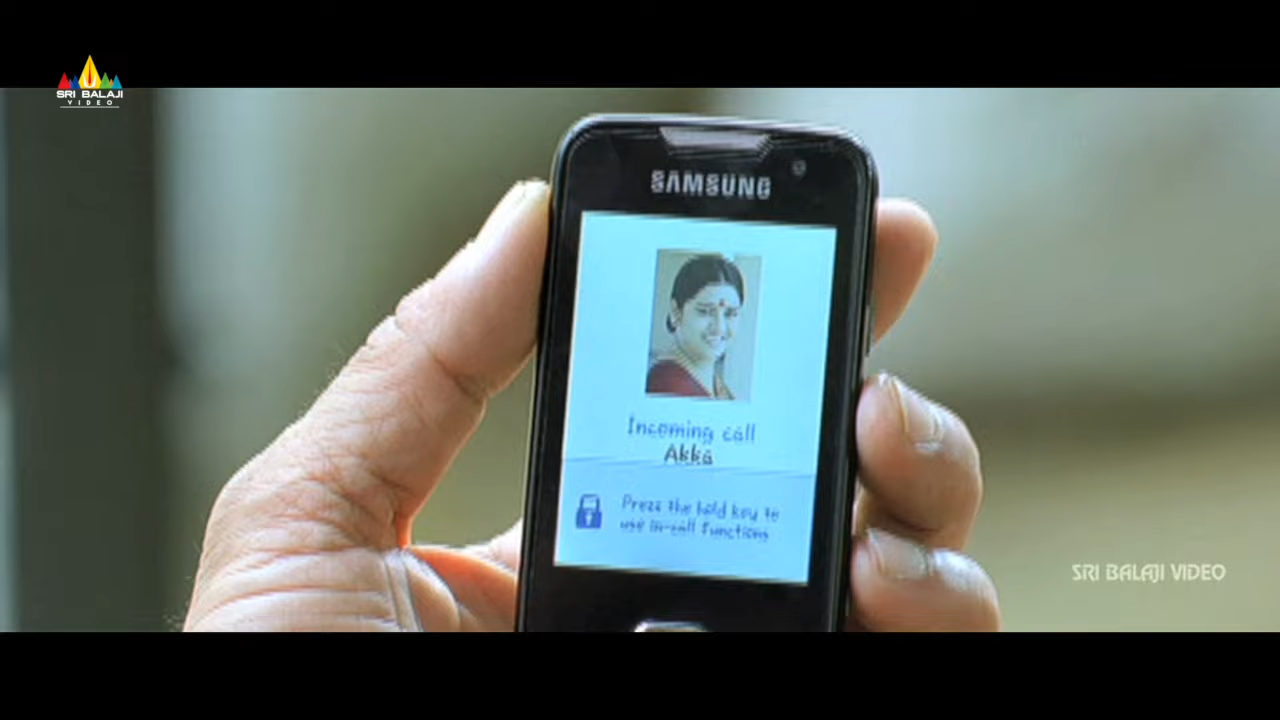 SRI BALAJI
VIDEO
SAMSUNG
Incoming call
Akka
Press the hold key to
use in-call functions
SRI BALAJI VIDEO